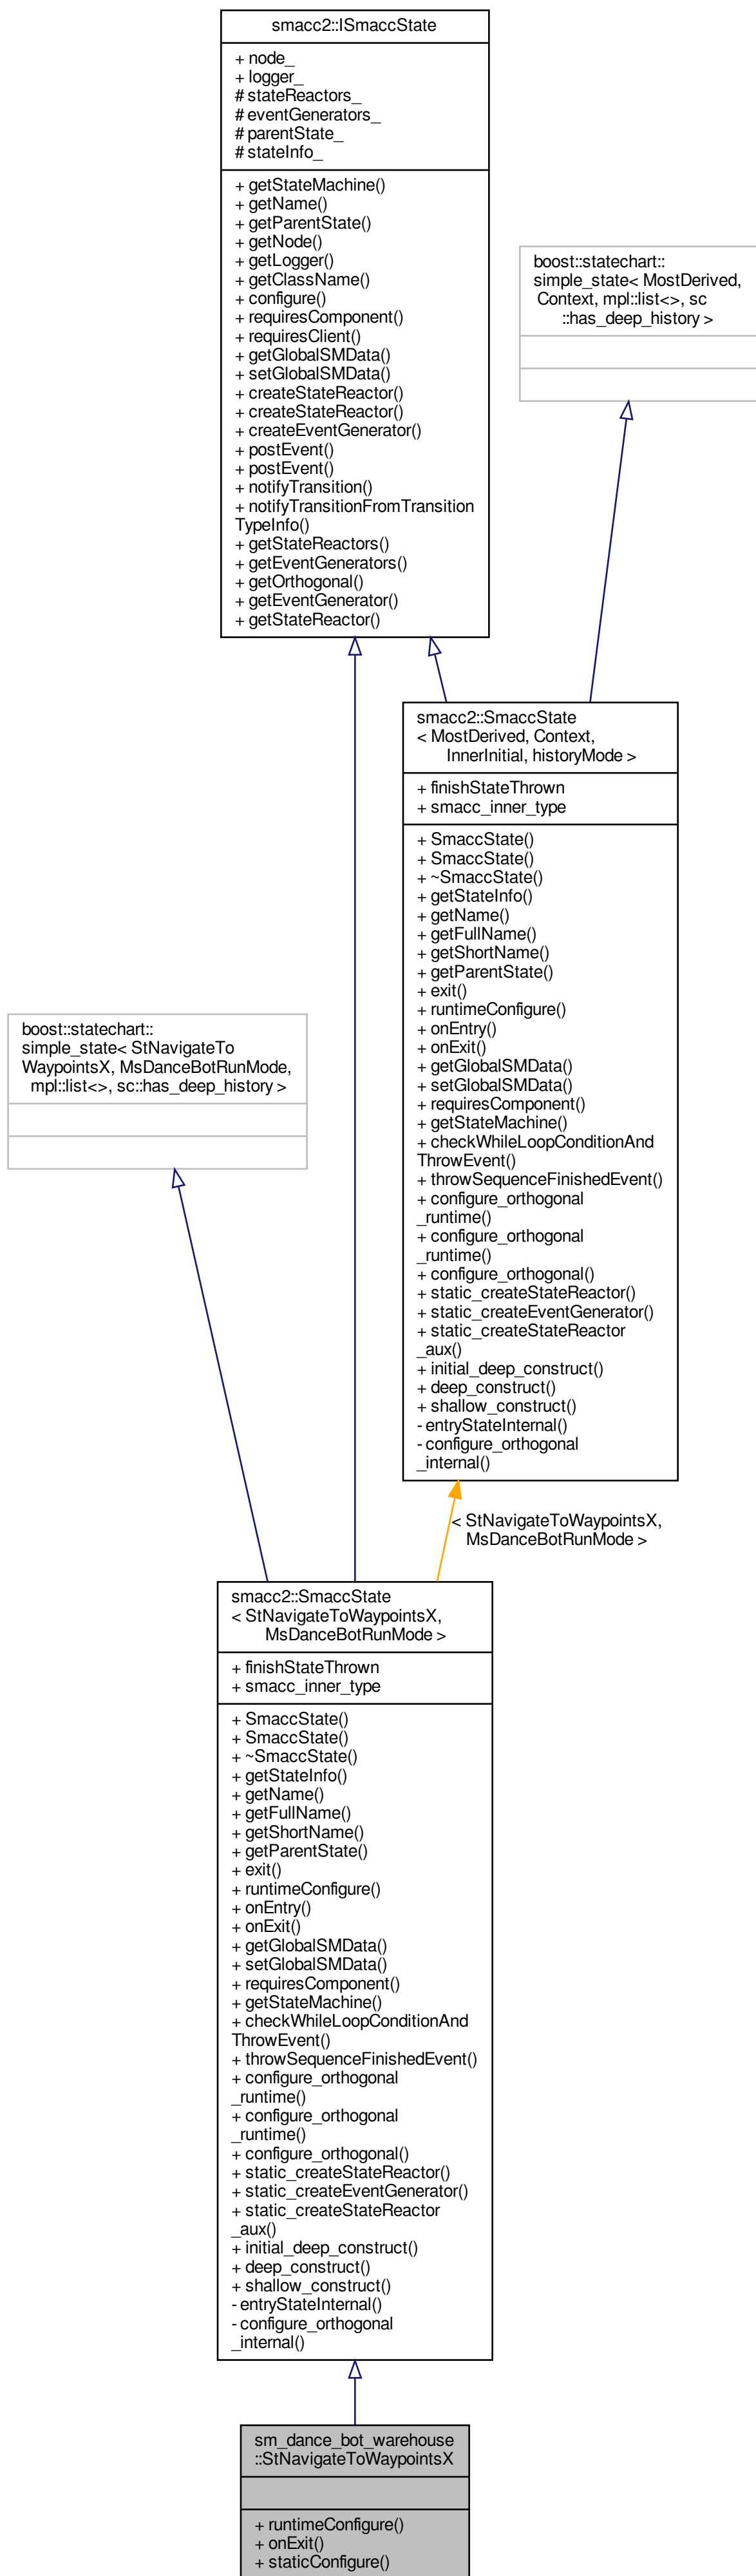 smacc2::ISmaccState
+ node_
+ logger_
# stateReactors_
# eventGenerators_
# parentState_
# stateInfo_
+ getStateMachine()
+ getName()
+ getParentState()
+ getNode()
+ getLogger()
+ getClassName()
+ configure()
+ requiresComponent()
+ requiresClient()
+ getGlobalSMData()
+ setGlobalSMData()
+ createStateReactor()
+ createStateReactor()
+ createEventGenerator()
+ postEvent()
+ postEvent()
+ notifyTransition()
+ notifyTransitionFromTransition
TypeInfo()
+ getStateReactors()
+ getEventGenerators()
+ getOrthogonal()
+ getEventGenerator()
+ getStateReactor()
boost::statechart::
simple_state< MostDerived,
Context, mpl::list<>, sc
::has_deep_history >
smacc2::SmaccState
< MostDerived, Context,
InnerInitial, historyMode >
+ finishStateThrown
+ smacc_inner_type
+ SmaccState()
+ SmaccState()
+ ~SmaccState()
+ getStateInfo()
+ getName()
+ getFullName()
+ getShortName()
+ getParentState()
+ exit()
+ runtimeConfigure()
+ onEntry()
+ onExit()
+ getGlobalSMData()
+ setGlobalSMData()
+ requiresComponent()
+ getStateMachine()
+ checkWhileLoopConditionAnd
ThrowEvent()
+ throwSequenceFinishedEvent()
+ configure_orthogonal
_runtime()
+ configure_orthogonal
_runtime()
+ configure_orthogonal()
+ static_createStateReactor()
+ static_createEventGenerator()
+ static_createStateReactor
_aux()
+ initial_deep_construct()
+ deep_construct()
+ shallow_construct()
- entryStateInternal()
- configure_orthogonal
_internal()
boost::statechart::
simple_state< StNavigateTo
WaypointsX, MsDanceBotRunMode,
mpl::list<>, sc::has_deep_history >
< StNavigateToWaypointsX,
MsDanceBotRunMode >
smacc2::SmaccState
< StNavigateToWaypointsX,
MsDanceBotRunMode >
+ finishStateThrown
+ smacc_inner_type
+ SmaccState()
+ SmaccState()
+ ~SmaccState()
+ getStateInfo()
+ getName()
+ getFullName()
+ getShortName()
+ getParentState()
+ exit()
+ runtimeConfigure()
+ onEntry()
+ onExit()
+ getGlobalSMData()
+ setGlobalSMData()
+ requiresComponent()
+ getStateMachine()
+ checkWhileLoopConditionAnd
ThrowEvent()
+ throwSequenceFinishedEvent()
+ configure_orthogonal
_runtime()
+ configure_orthogonal
_runtime()
+ configure_orthogonal()
+ static_createStateReactor()
+ static_createEventGenerator()
+ static_createStateReactor
_aux()
+ initial_deep_construct()
+ deep_construct()
+ shallow_construct()
- entryStateInternal()
- configure_orthogonal
_internal()
sm_dance_bot_warehouse
::StNavigateToWaypointsX
+ runtimeConfigure()
+ onExit()
+ staticConfigure()